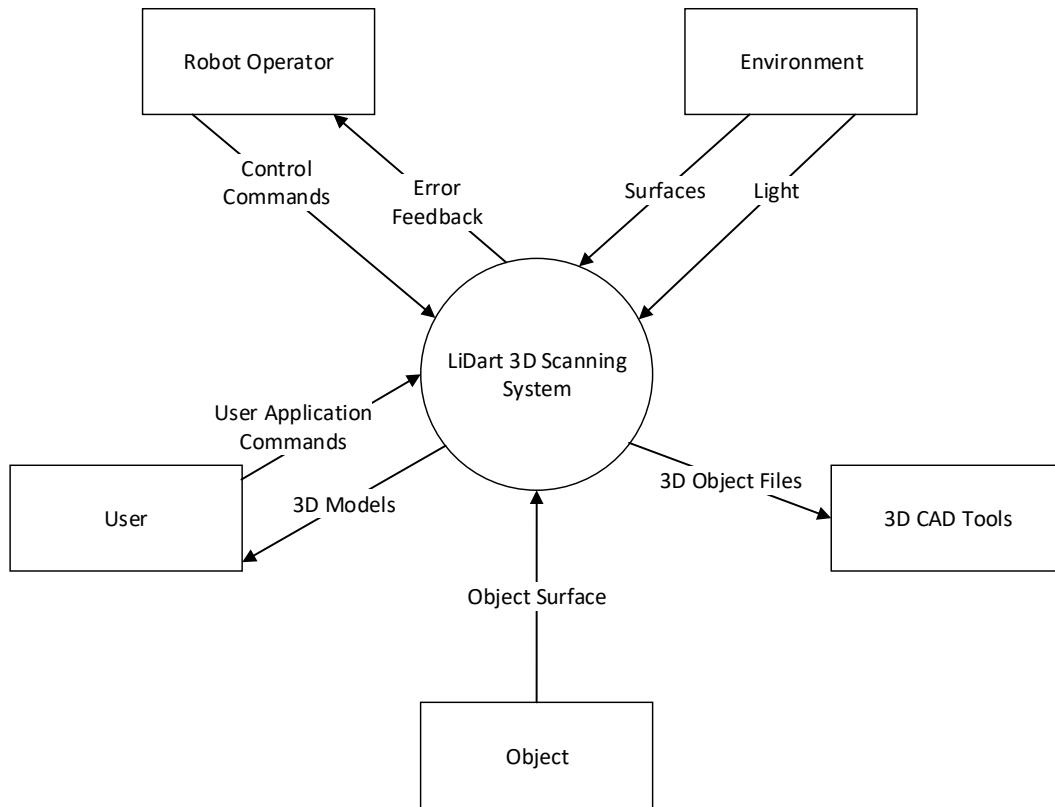 Robot Operator
Environment
Control
Commands
Error
Feedback
Surfaces
Light
LiDart 3D Scanning
System
User Application
Commands
3D Models
3D Object Files
User
3D CAD Tools
Object Surface
Object